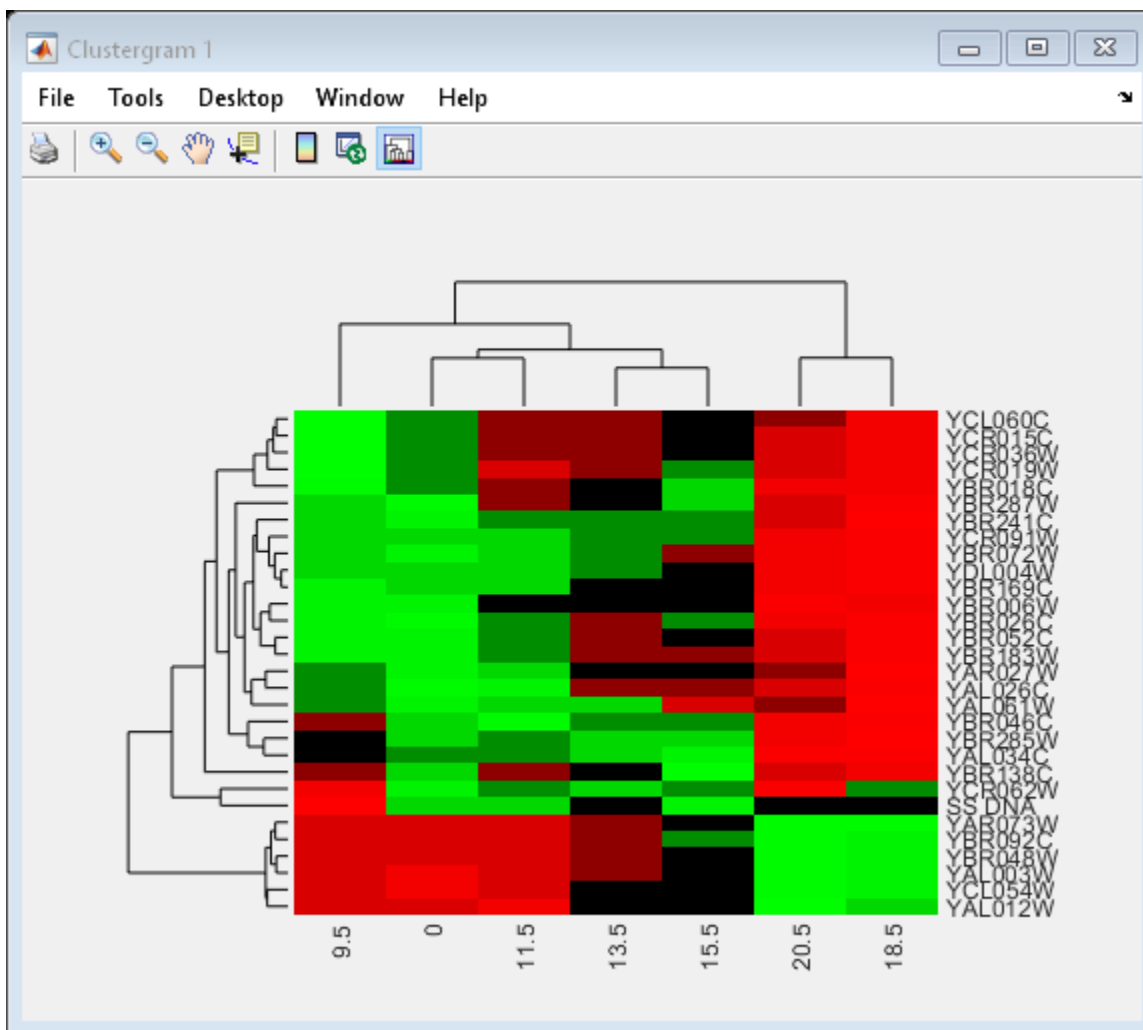 Clustergram 1
File Tools Desktop Window Help
YCL060C
YCR015C
YCR036W
YCR019W
YBR018C
YBR287W
YBR241C
YCR091W
YBR072W
YDL004W
YBR169C
YBR006W
YBR026C
YBR052C
YBR183W
YAR027W
YAL026C
YAL061W
YBR046C
YBR285W
YAL034C
YBR138C
YCR062W
SS DNA
YAR073W
YBR092C
YBR048W
YAL003W
YCL054W
YAL012W
9.5 0 11.5 13.5 15.5 20.5 18.5